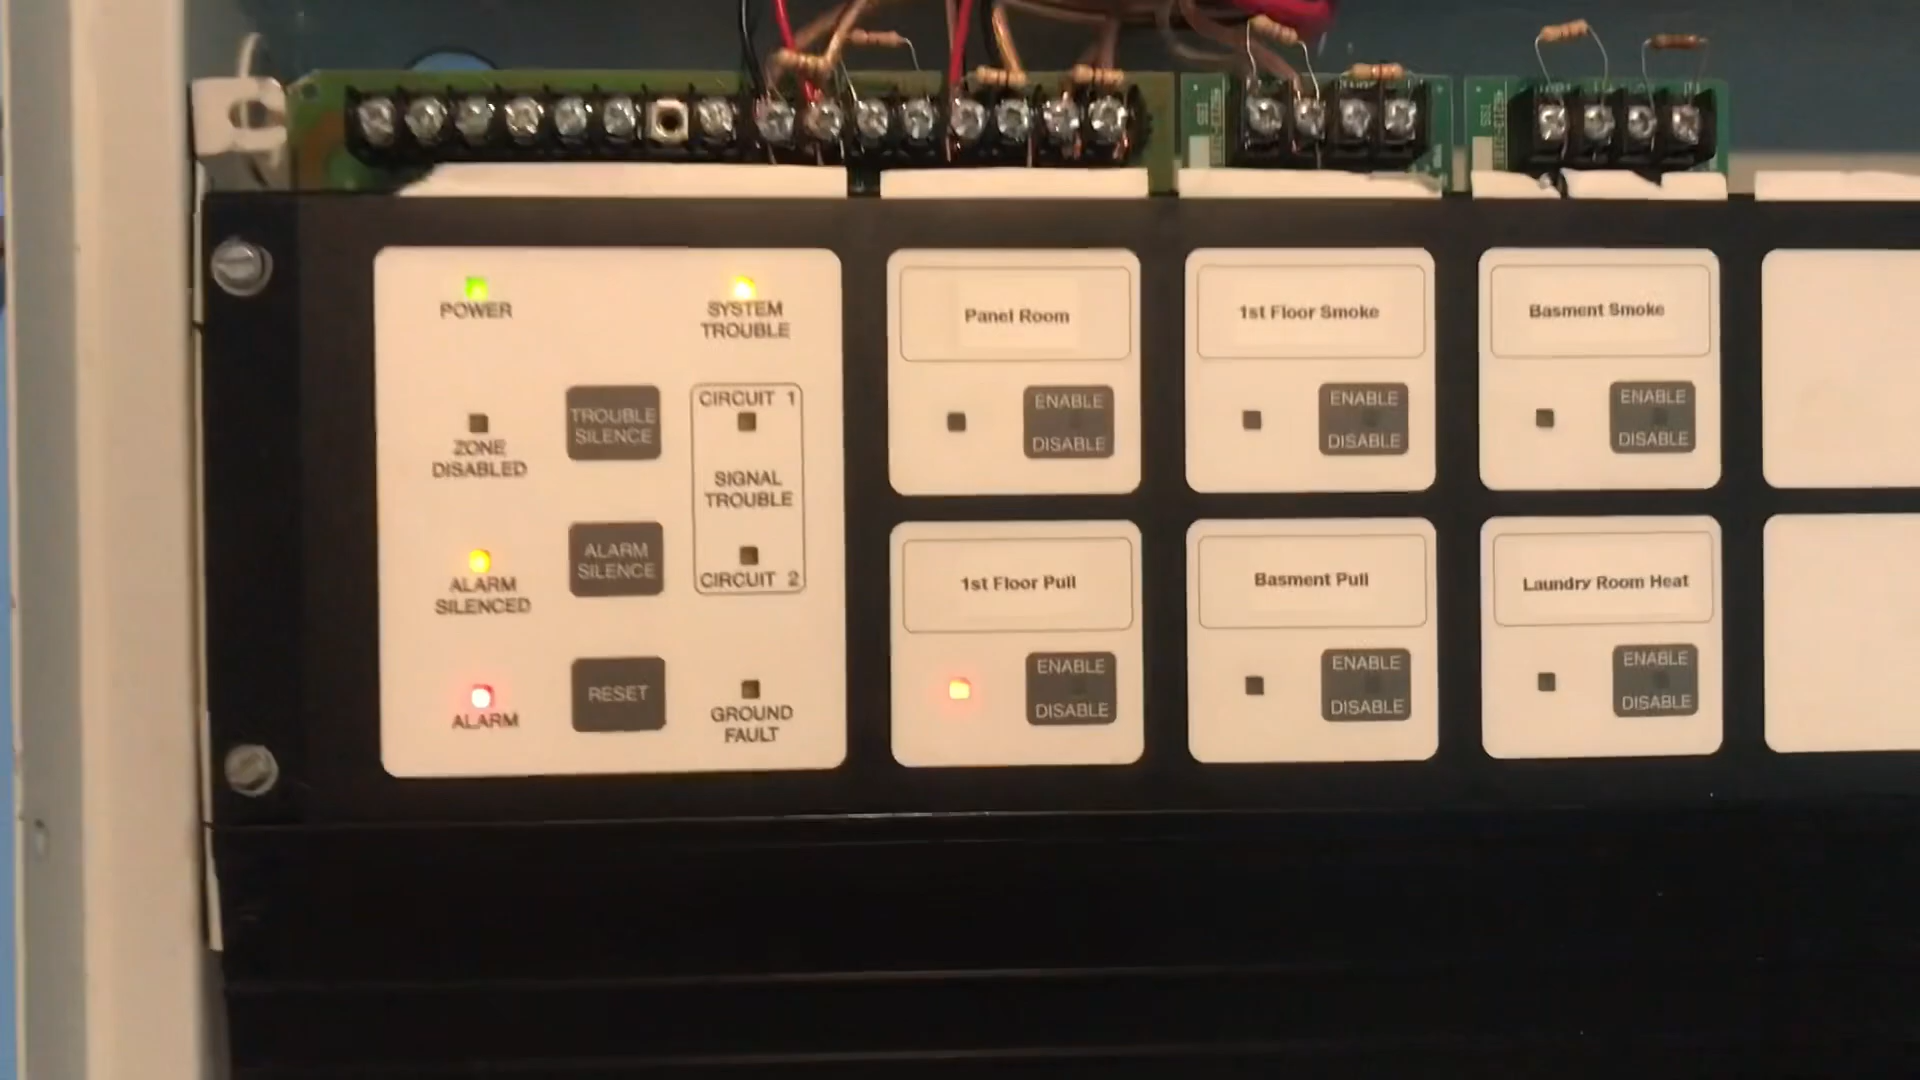 POWER
SYSTEM
TROUBLE
TROUBLE
SILENCE
ZONE
DISABLED
CIRCUIT 1
SIGNAL
TROUBLE
CIRCUIT 2
ALARM
SILENCE
ALARM
SILENCED
RESET
ALARM
GROUND
FAULT
Panel Room
ENABLE
DISABLE
1st Floor Smoke
ENABLE
DISABLE
Basment Smoke
ENABLE
DISABLE
1st Floor Pull
ENABLE
DISABLE
Basment Pull
ENABLE
DISABLE
Laundry Room Heat
ENABLE
DISABLE